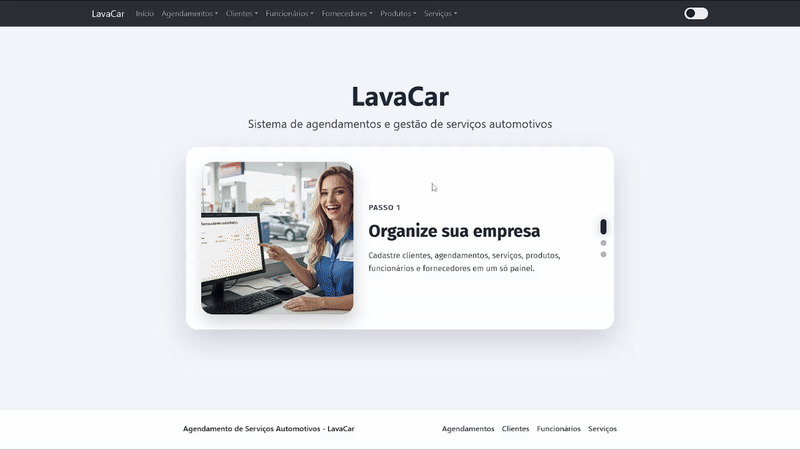 LavaCar Início Agendamentos Clientes Funcionários Fornecedores Produtos Serviços
LavaCar
Sistema de agendamentos e gestão de serviços automotivos
PASSO 1
Organize sua empresa
Cadastre clientes, agendamentos, serviços, produtos,
funcionários e fornecedores em um só painel.
Agendamento de Serviços Automotivos - LavaCar
Agendamentos Clientes Funcionários Serviços